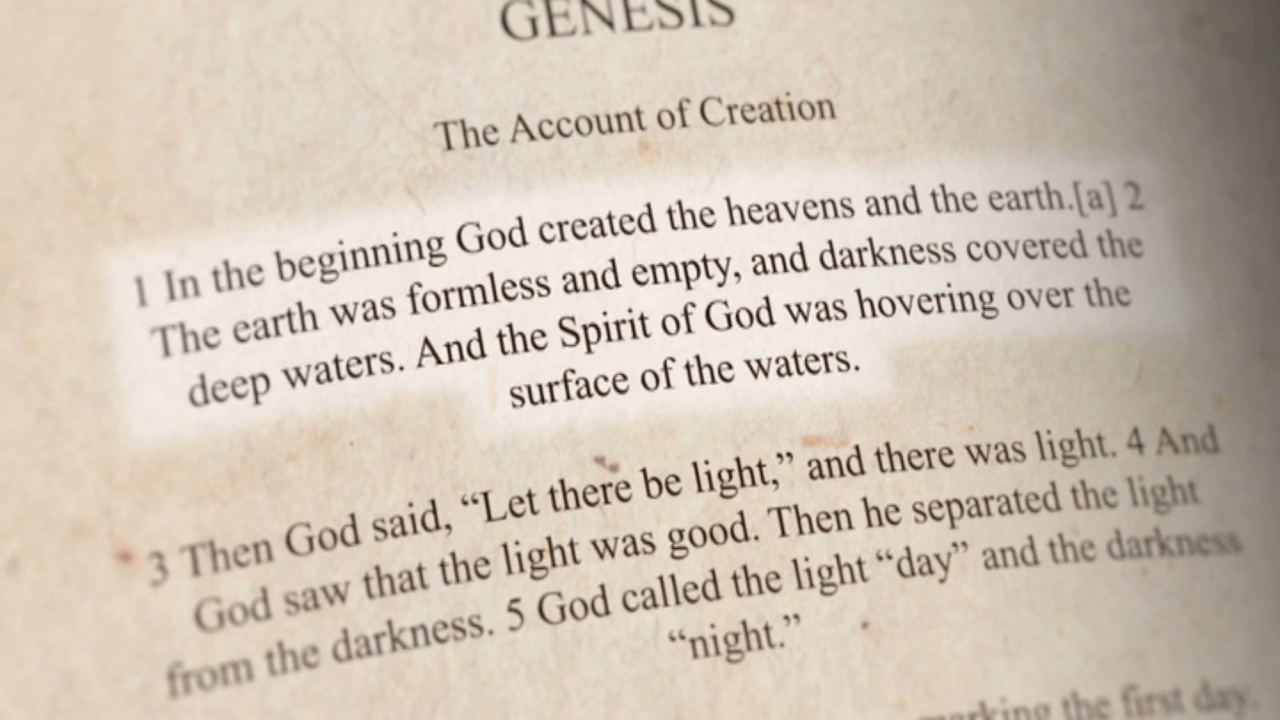 GENESIS
The Account of Creation
1 In the beginning God created the heavens and the earth.[a] 2
The earth was formless and empty, and darkness covered the
deep waters. And the Spirit of God was hovering over the
surface of the waters.
3 Then God said, “Let there be light,” and there was light. 4 And
God saw that the light was good. Then he separated the light
from the darkness. 5 God called the light “day” and the darkness
“night.”
the first day.